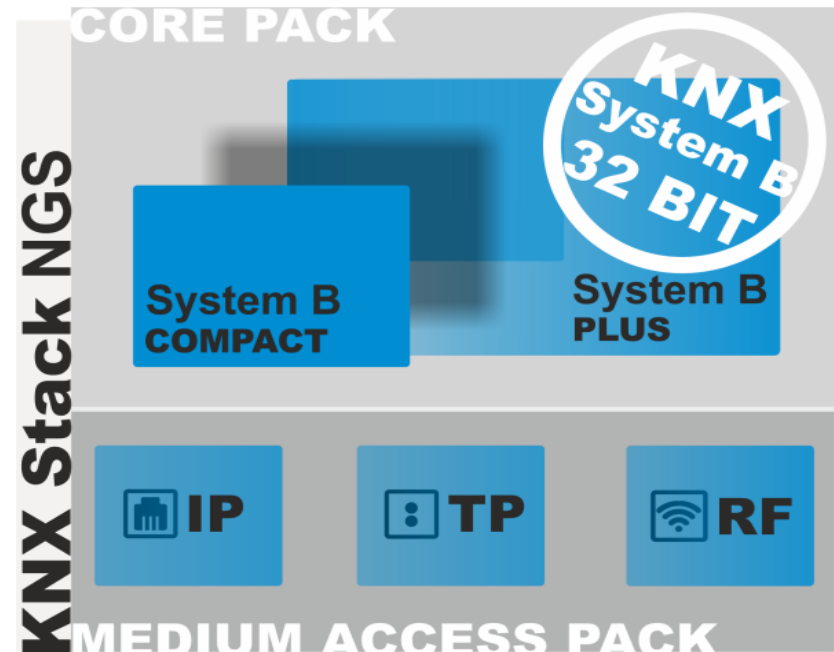 CORE PACK
KNX
System B
32 BIT
System B
COMPACT
System B
PLUS
KNX Stack NGS
IP
TP
RF
MEDIUM ACCESS PACK